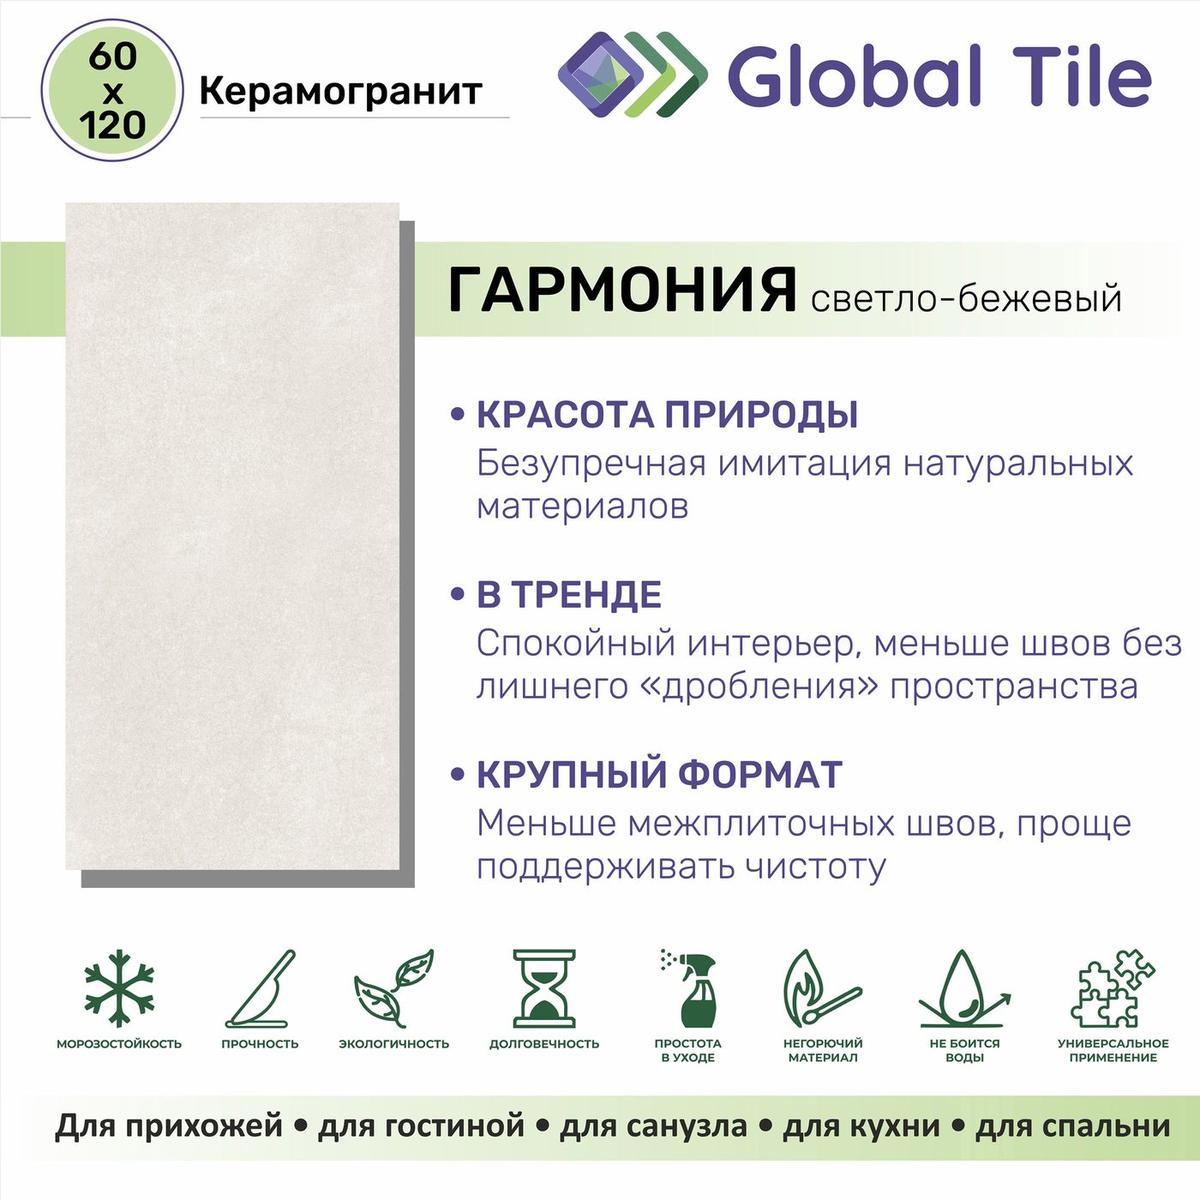 60
x
120
Керамогранит
Global Tile
ГАРМОНИЯ светло-бежевый
• КРАСОТА ПРИРОДЫ
Безупречная имитация натуральных
материалов
• В ТРЕНДЕ
Спокойный интерьер, меньше швов без
лишнего «дробления» пространства
• КРУПНЫЙ ФОРМАТ
Меньше межплиточных швов, проще
поддерживать чистоту
МОРОЗОСТОЙКОСТЬ
ПРОЧНОСТЬ
ЭКОЛОГИЧНОСТЬ
ДОЛГОВЕЧНОСТЬ
ПРОСТОТА
В УХОДЕ
НЕГОРЮЧИЙ
МАТЕРИАЛ
НЕ БОИТСЯ
ВОДЫ
УНИВЕРСАЛЬНОЕ
ПРИМЕНЕНИЕ
Для прихожей • для гостиной • для санузла • для кухни • для спальни